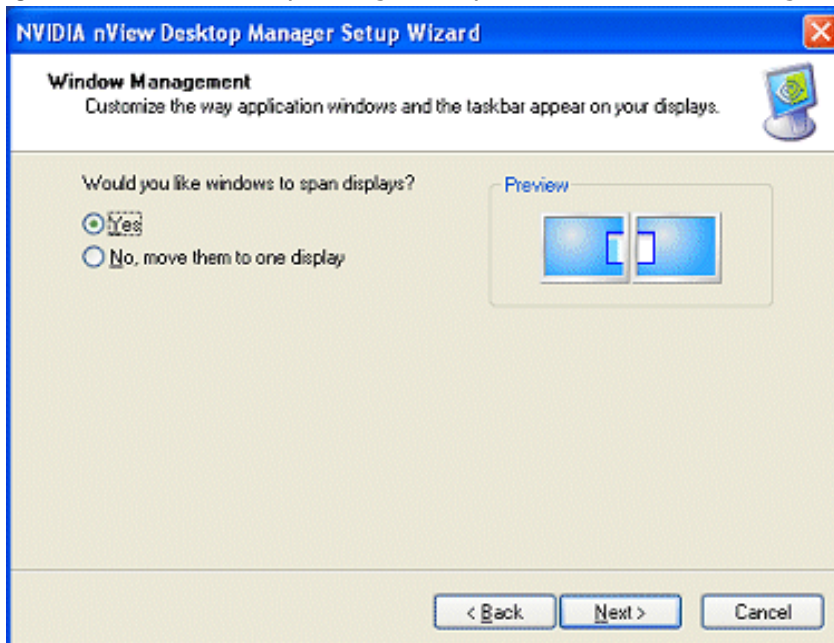 NVIDIA nView Desktop Manager Setup Wizard
Window Management
Customize the way application windows and the taskbar appear on your displays.
Would you like windows to span displays?
Preview
Yes
No, move them to one display
< Back
Next >
Cancel